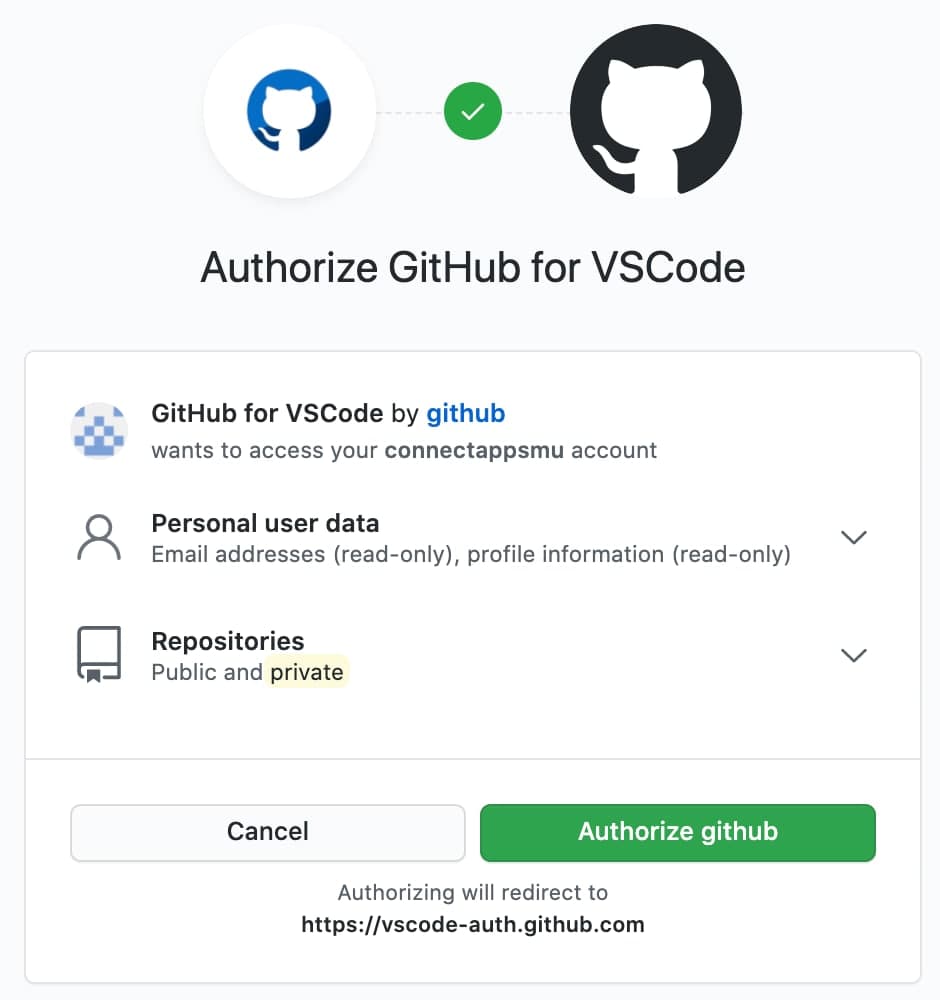 Authorize GitHub for VSCode
GitHub for VSCode by github
wants to access your connectappsmu account
Personal user data
Email addresses (read-only), profile information (read-only)
Repositories
Public and private
Cancel
Authorize github
Authorizing will redirect to
https://vscode-auth.github.com